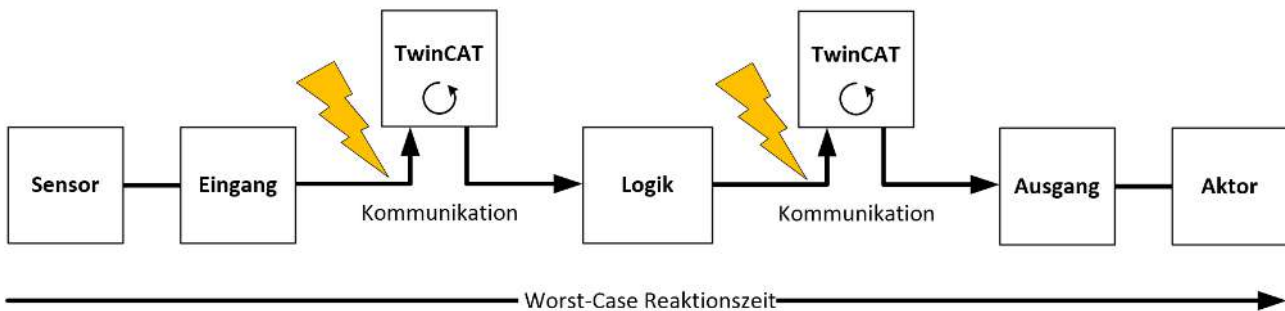 TwinCAT
TwinCAT
Sensor
Eingang
Kommunikation
Logik
Kommunikation
Ausgang
Aktor
Worst-Case Reaktionszeit